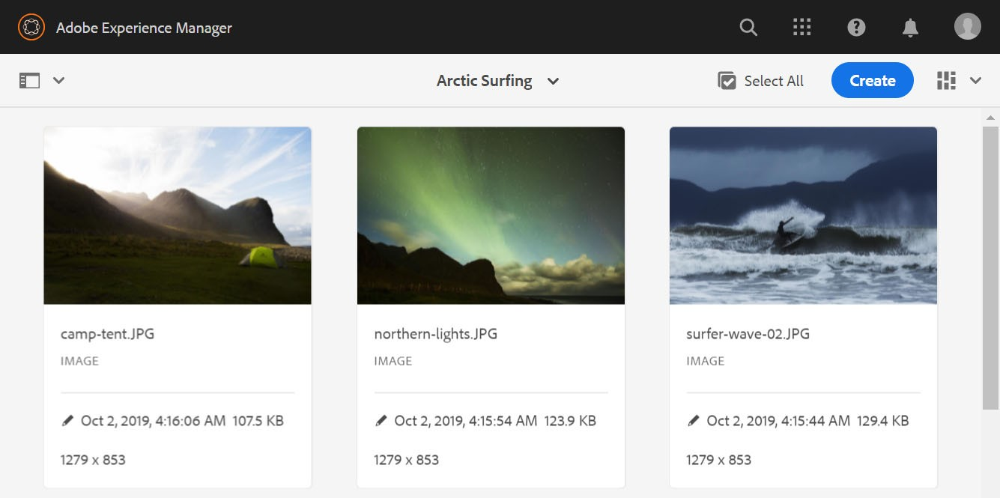 Adobe Experience Manager
Arctic Surfing
Select All
Create
camp-tent.JPG
IMAGE
Oct 2, 2019, 4:16:06 AM 107.5 KB
1279 x 853
northern-lights.JPG
IMAGE
Oct 2, 2019, 4:15:54 AM 123.9 KB
1279 x 853
surfer-wave-02.JPG
IMAGE
Oct 2, 2019, 4:15:44 AM 129.4 KB
1279 x 853